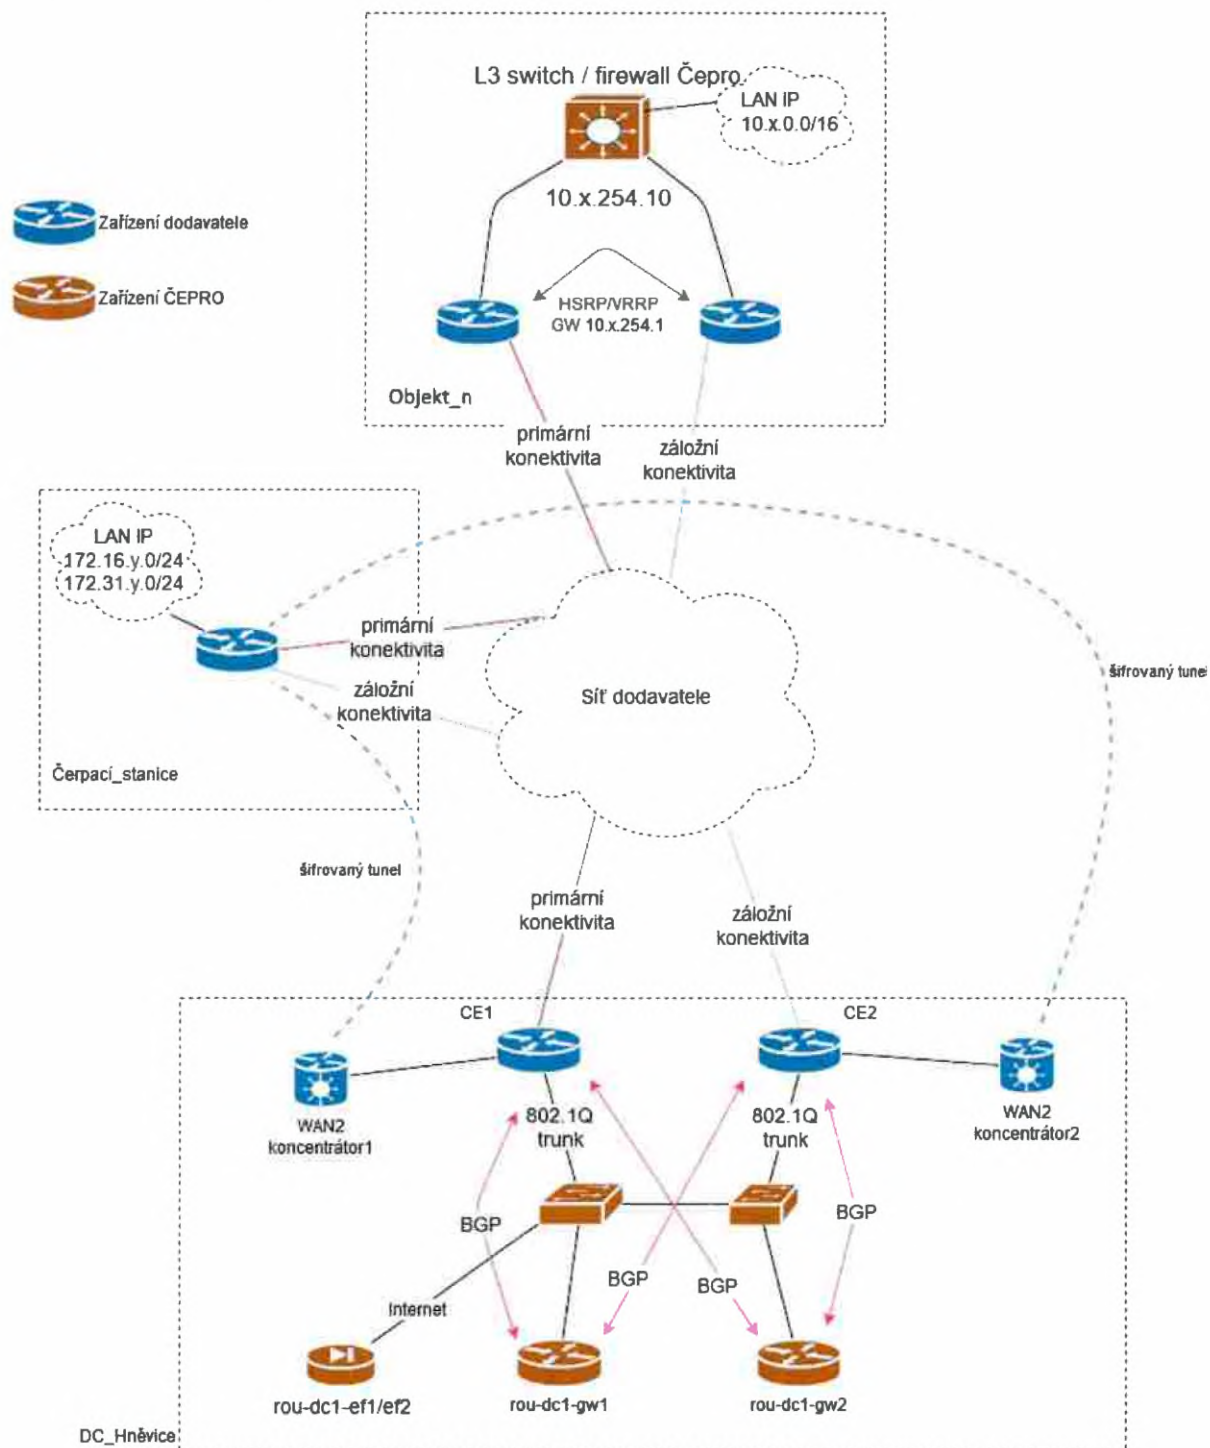 L3 switch / firewall Čepro
LAN IP
10.x.0.0/16
10.x.254.10
Zařízení dodavatele
Zařízení ČEPRO
HSRP/VRRP
GW 10.x.254.1
Objekt_n
primární
konektivita
záložní
konektivita
LAN IP
172.16.y.0/24
172.31.y.0/24
primární
konektivita
záložní
konektivita
Čerpací_stanice
Síť dodavatele
šifrovaný tunel
šifrovaný tunel
primární
konektivita
záložní
konektivita
CE1
CE2
WAN2
koncentrátor1
802.1Q
trunk
802.1Q
trunk
WAN2
koncentrátor2
BGP
BGP
BGP
BGP
Internet
rou-dc1-ef1/ef2
rou-dc1-gw1
rou-dc1-gw2
DC_Hněvice